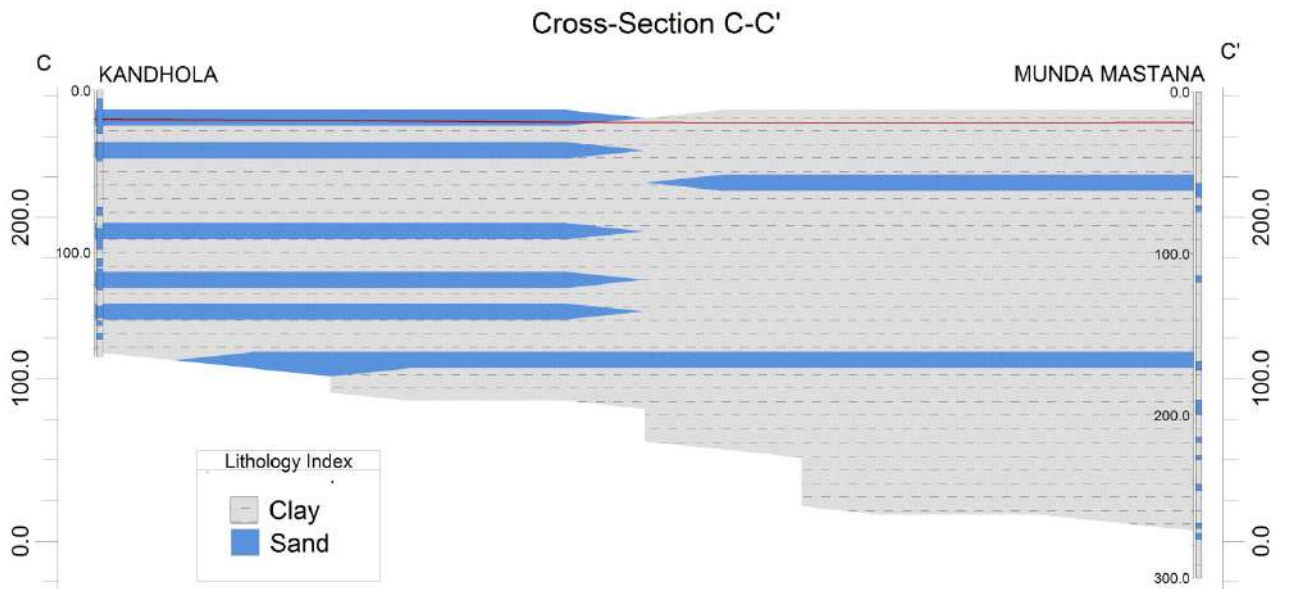 Cross-Section C-C'
C
C'
KANDHOLA
MUNDA MASTANA
0.0
0.0
200.0
200.0
100.0
100.0
100.0
100.0
200.0
Lithology Index
Clay
Sand
0.0
0.0
300.0